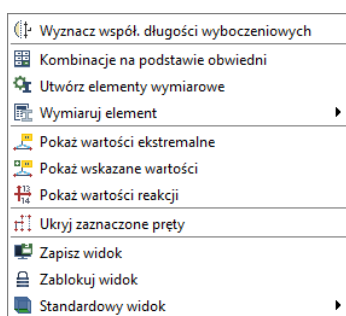 Wyznacz współ. długości wyboczeniowych
Kombinacje na podstawie obwiedni
Utwórz elementy wymiarowe
Wymiaruj element
Pokaż wartości ekstremalne
Pokaż wskazane wartości
Pokaż wartości reakcji
Ukryj zaznaczone pręty
Zapisz widok
Zablokuj widok
Standardowy widok